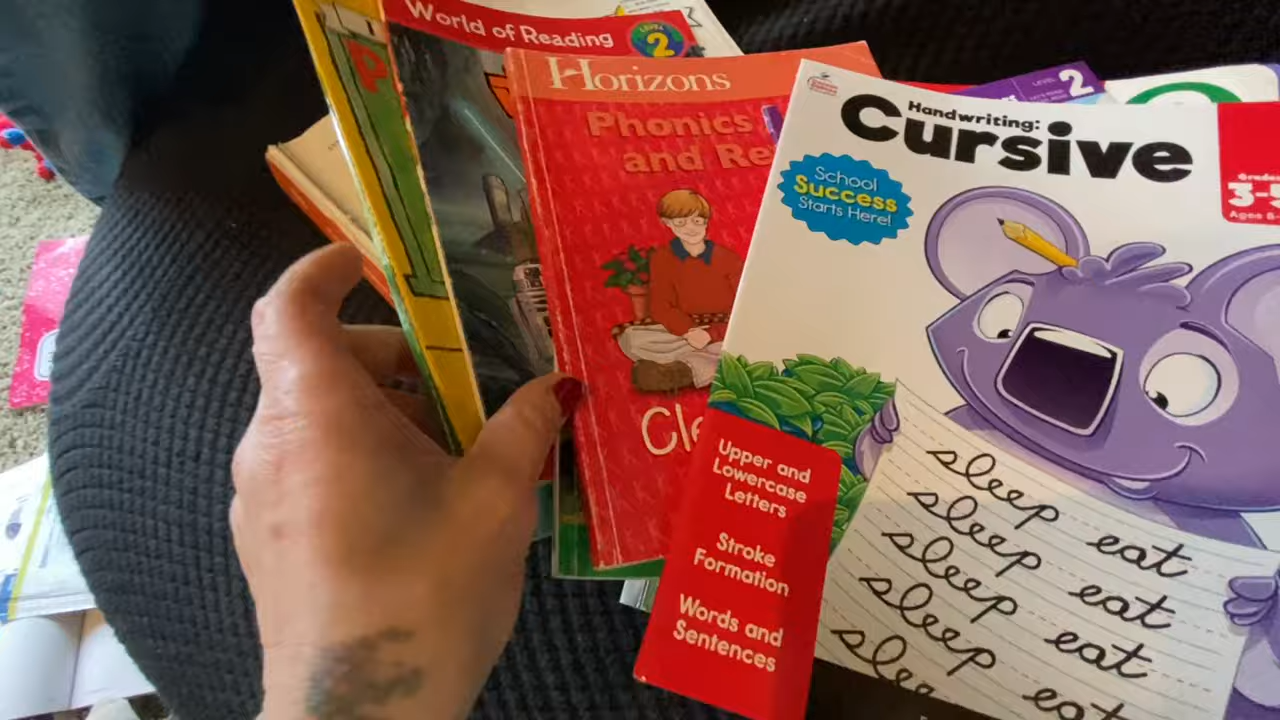 World of Reading
LEVEL
2
P
Horizons
Phonics
and Re
Cle
LEVEL 2
Handwriting:
Cursive
Grades
3-5
Ages 8-
School
Success
Starts Here!
Upper and
Lowercase
Letters
Stroke
Formation
Words and
Sentences
sleep eat
sleep eat
sleep eat
sleep eat
slee eat